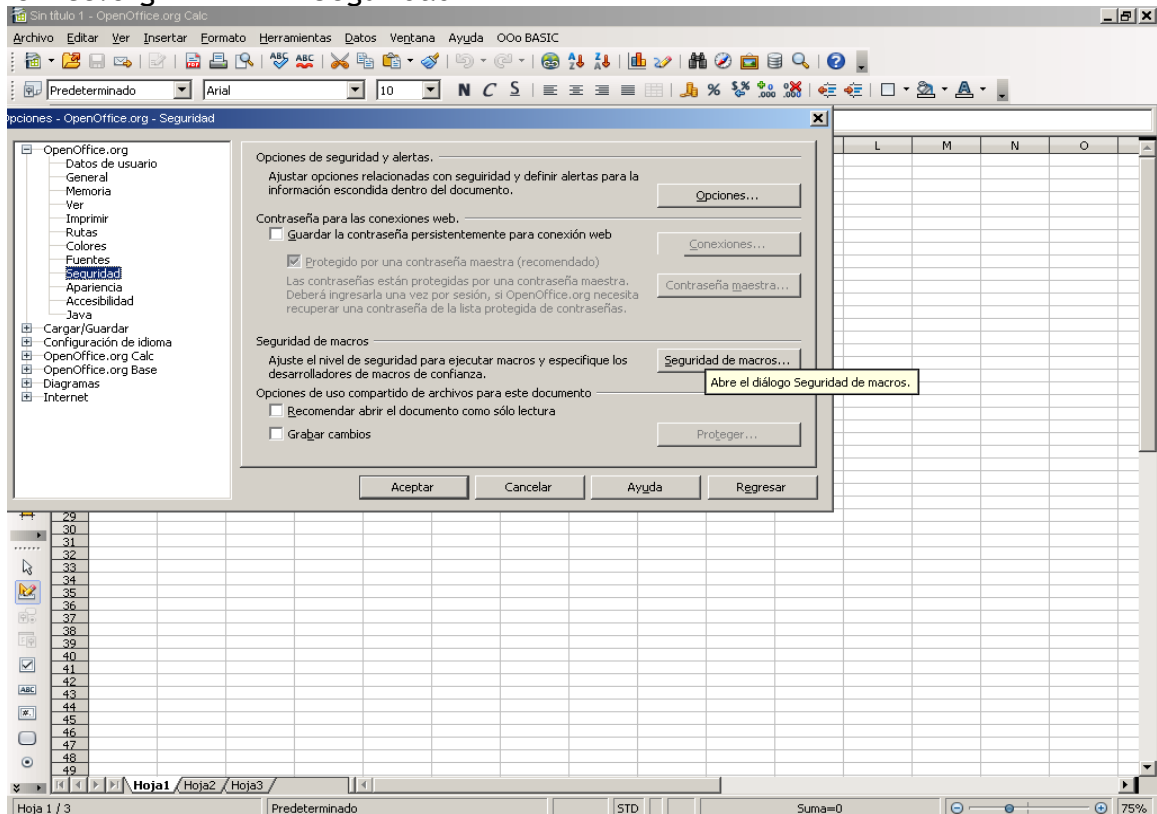 Sin título 1 - OpenOffice.org Calc
Archivo Editar Ver Insertar Formato Herramientas Datos Ventana Ayuda OOo BASIC
Predeterminado Arial 10 N C S
Opciones - OpenOffice.org - Seguridad
L M N O
OpenOffice.org
Datos de usuario
General
Memoria
Ver
Imprimir
Rutas
Colores
Fuentes
Seguridad
Apariencia
Accesibilidad
Java
Cargar/Guardar
Configuración de idioma
OpenOffice.org Calc
OpenOffice.org Base
Diagramas
Internet
Opciones de seguridad y alertas.
Ajustar opciones relacionadas con seguiridad y definir alertas para la
información escondida dentro del documento.
Opciones...
Contraseña para las conexiones web.
Guardar la contraseña persistentemente para conexión web
Conexiones...
Protegido por una contraseña maestra (recomendado)
Las contraseñas están protegidas por una contraseña maestra.
Deberá ingresarla una vez por sesión, si OpenOffice.org necesita
recuperar una contraseña de la lista protegida de contraseñas.
Contraseña maestra...
Seguridad de macros
Ajuste el nivel de seguridad para ejecutar macros y especifique los
desarrolladores de macros de confianza.
Seguridad de macros...
Abre el diálogo Seguridad de macros.
Opciones de uso compartido de archivos para este documento
Recomendar abrir el documento como sólo lectura
Grabar cambios
Proteger...
Aceptar Cancelar Ayuda Regresar
29
30
31
32
33
34
35
36
37
38
39
40
41
42
43
44
45
46
47
48
49
Hoja1 Hoja2 Hoja3
Hoja 1 / 3 Predeterminado STD Suma=0 75%